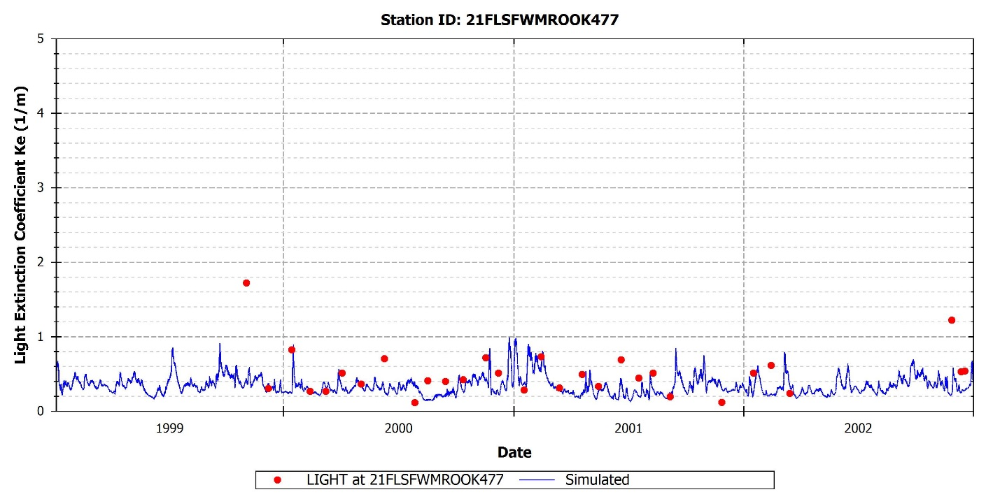 Station ID: 21FLSFWMROOK477
Light Extinction Coefficient Ke (1/m)
5
4
3
2
1
0
1999 2000 2001 2002
Date
LIGHT at 21FLSFWMROOK477 Simulated